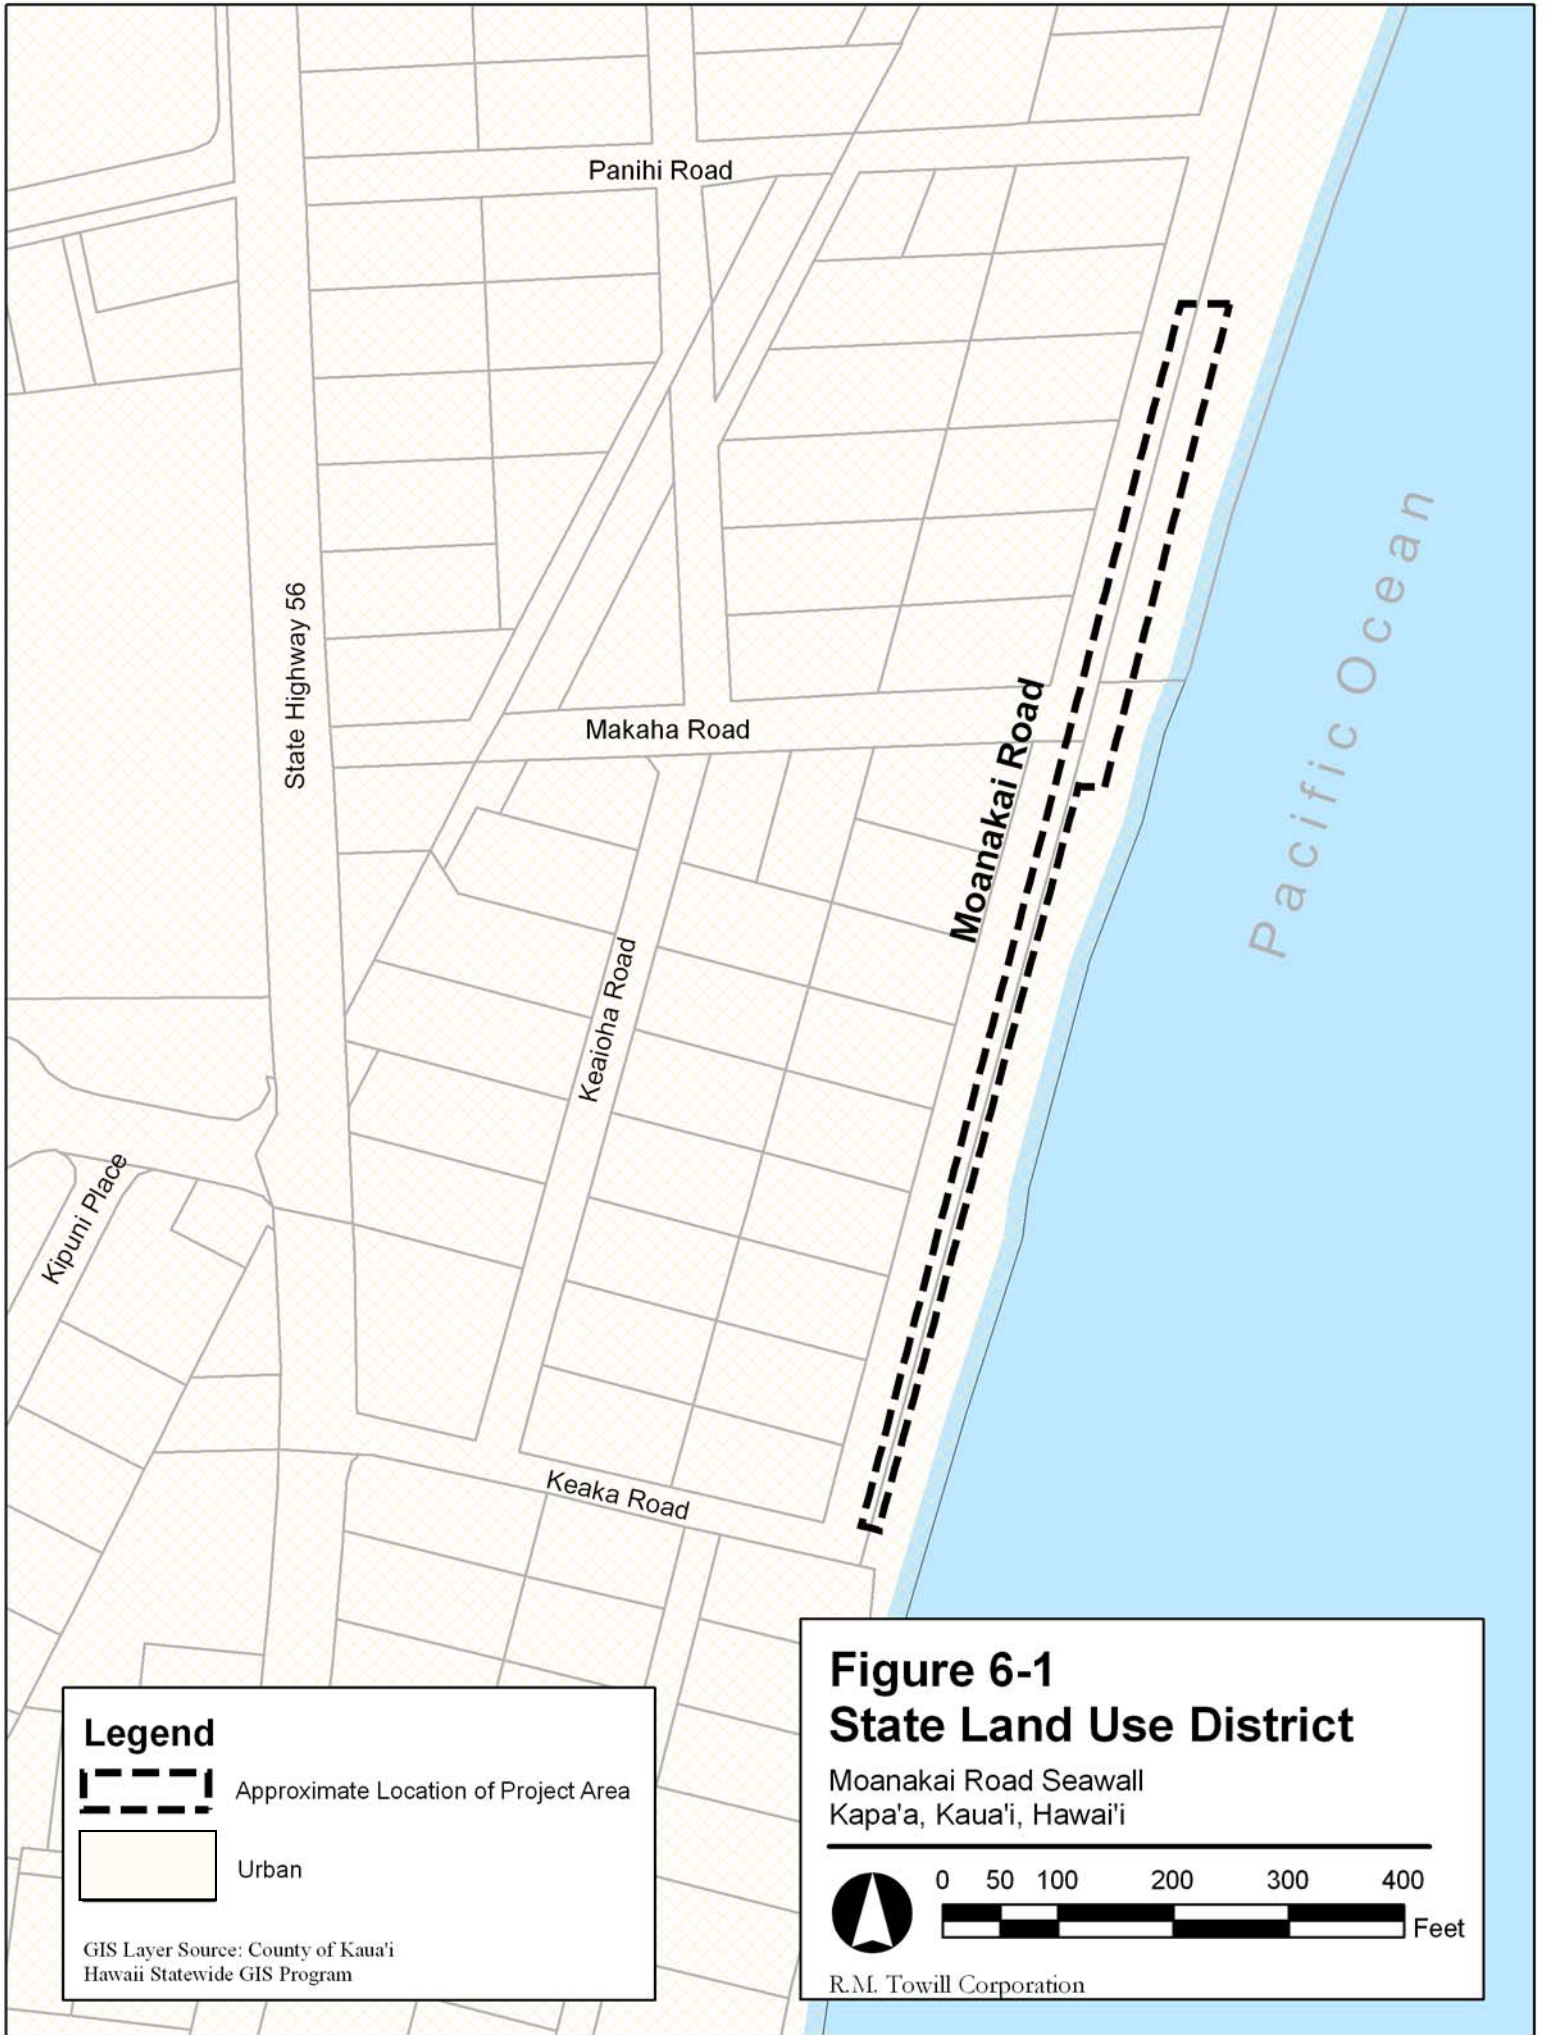 Panihi Road
State Highway 56
Makaha Road
Moanakai Road
Pacific Ocean
Keaioha Road
Kipuni Place
Keaka Road
Legend
Approximate Location of Project Area
Urban
GIS Layer Source: County of Kaua'i
Hawaii Statewide GIS Program
Figure 6-1
State Land Use District
Moanakai Road Seawall
Kapa'a, Kaua'i, Hawai'i
0 50 100 200 300 400
Feet
R.M. Towill Corporation